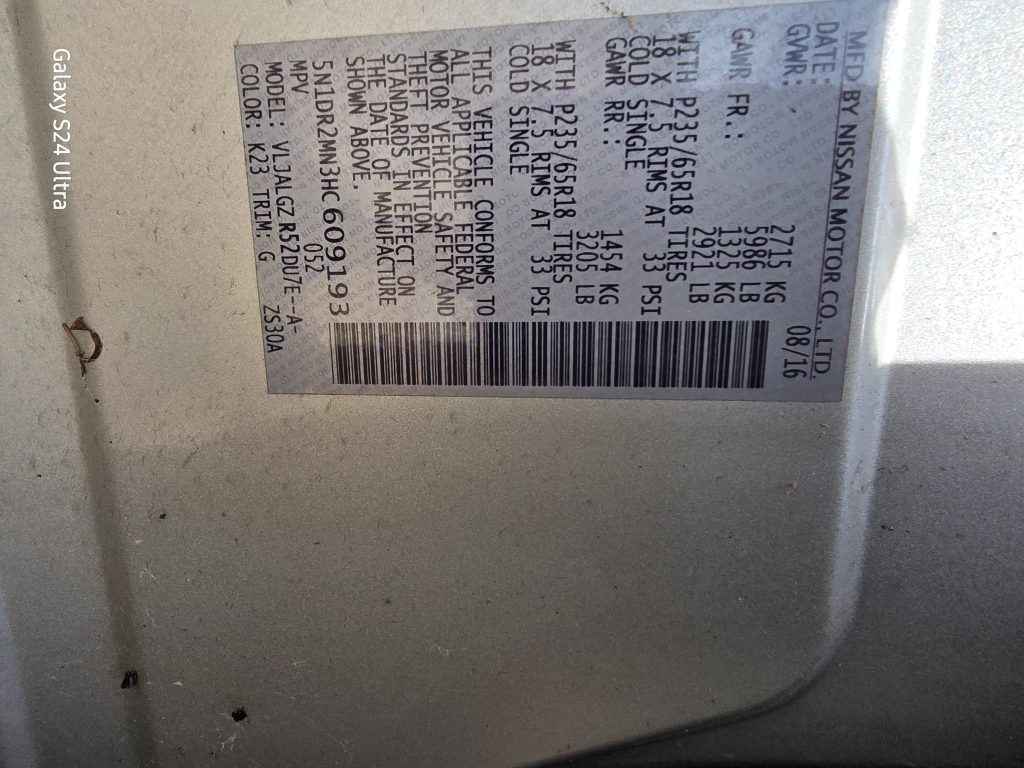 MFD BY NISSAN MOTOR CO., LTD.
DATE: 08/16
GVWR: 2715 KG
5986 LB
GAWR FR.: 1325 KG
2921 LB
WITH P235/65R18 TIRES
18 X 7.5 RIMS AT 33 PSI
COLD SINGLE
GAWR RR.: 1454 KG
3205 LB
WITH P235/65R18 TIRES
18 X 7.5 RIMS AT 33 PSI
COLD SINGLE
THIS VEHICLE CONFORMS TO
ALL APPLICABLE FEDERAL
MOTOR VEHICLE SAFETY AND
THEFT PREVENTION
STANDARDS IN EFFECT ON
THE DATE OF MANUFACTURE
SHOWN ABOVE.
5N1DR2MN3HC609193
MPV 052
MODEL: VLJALGZ R52DU7E--A-
COLOR: K23 TRIM: G ZS30A
Galaxy S24 Ultra